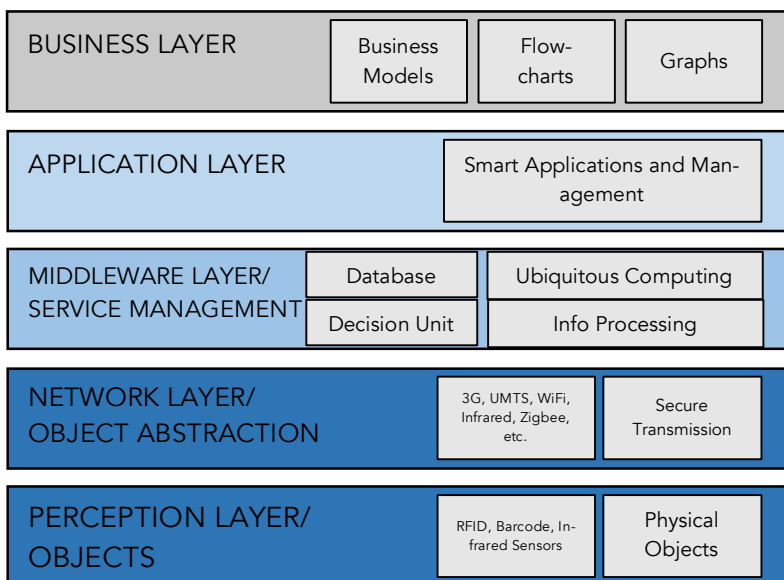 BUSINESS LAYER
Business
Models
Flow-
charts
Graphs
APPLICATION LAYER
Smart Applications and Man-
agement
MIDDLEWARE LAYER/
SERVICE MANAGEMENT
Database
Ubiquitous Computing
Decision Unit
Info Processing
NETWORK LAYER/
OBJECT ABSTRACTION
3G, UMTS, WiFi,
Infrared, Zigbee,
etc.
Secure
Transmission
PERCEPTION LAYER/
OBJECTS
RFID, Barcode, In-
frared Sensors
Physical
Objects